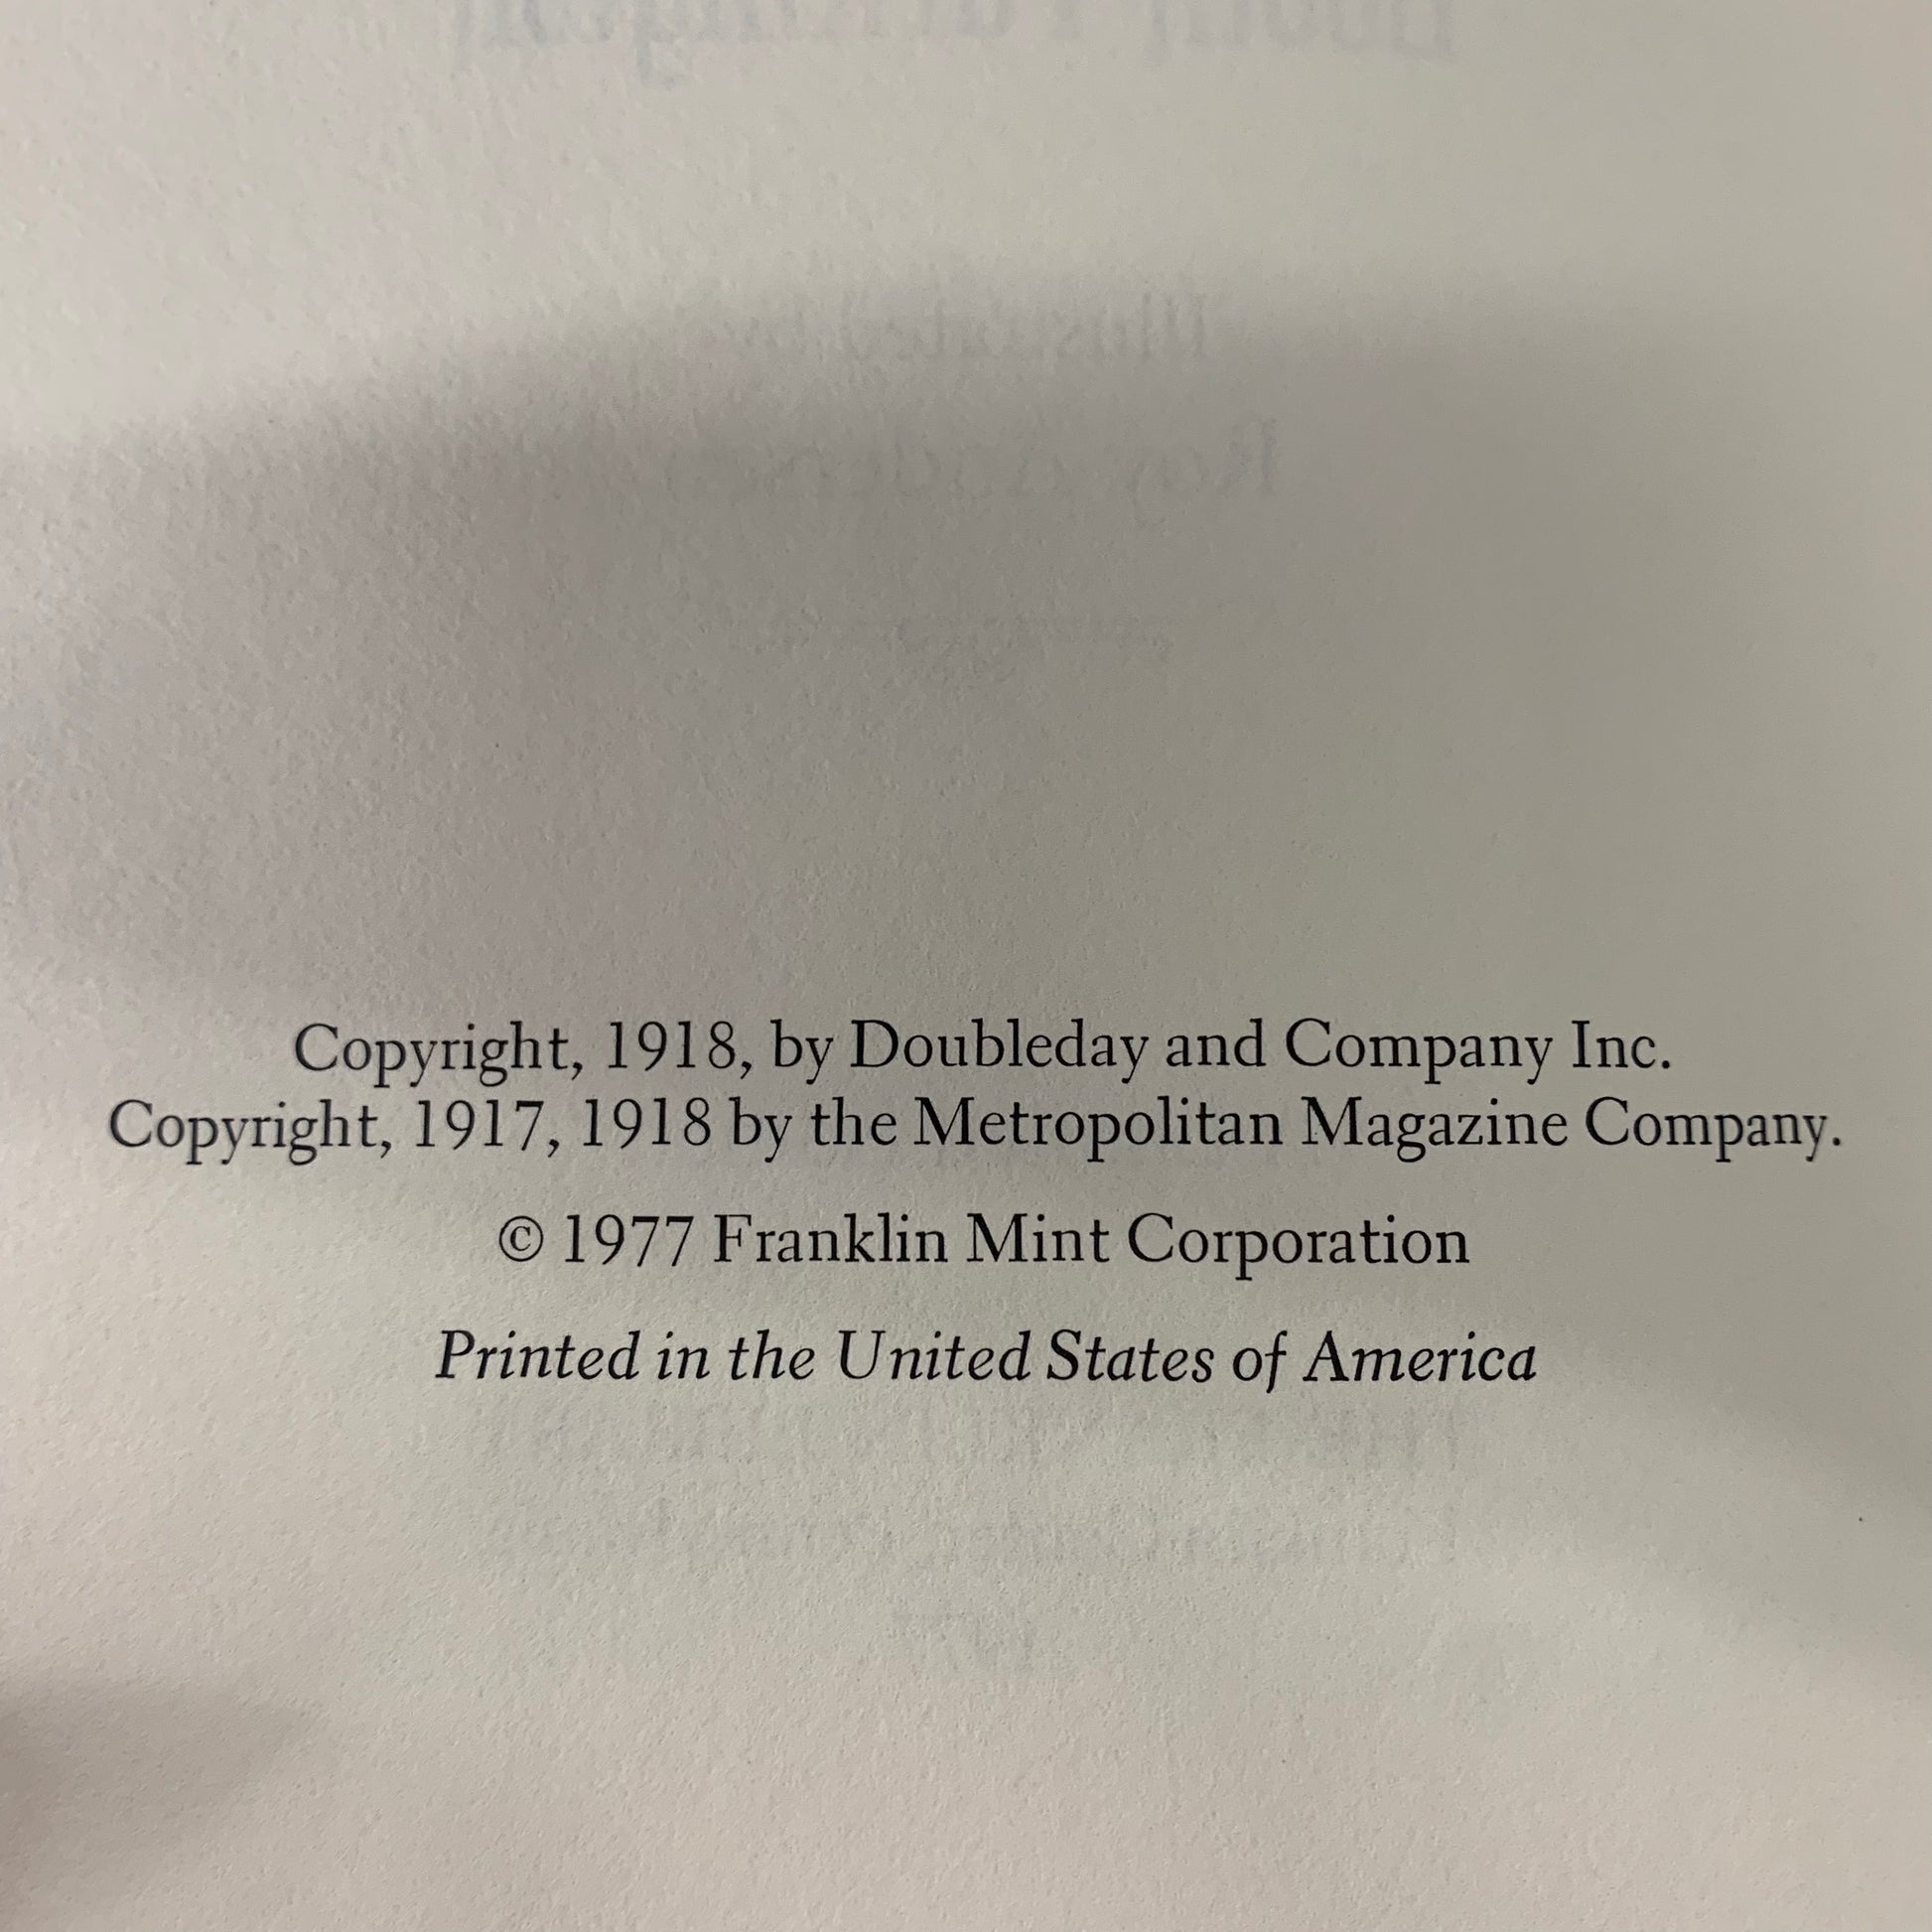 Copyright, 1918, by Doubleday and Company Inc.
Copyright, 1917, 1918 by the Metropolitan Magazine Company.
© 1977 Franklin Mint Corporation
Printed in the United States of America